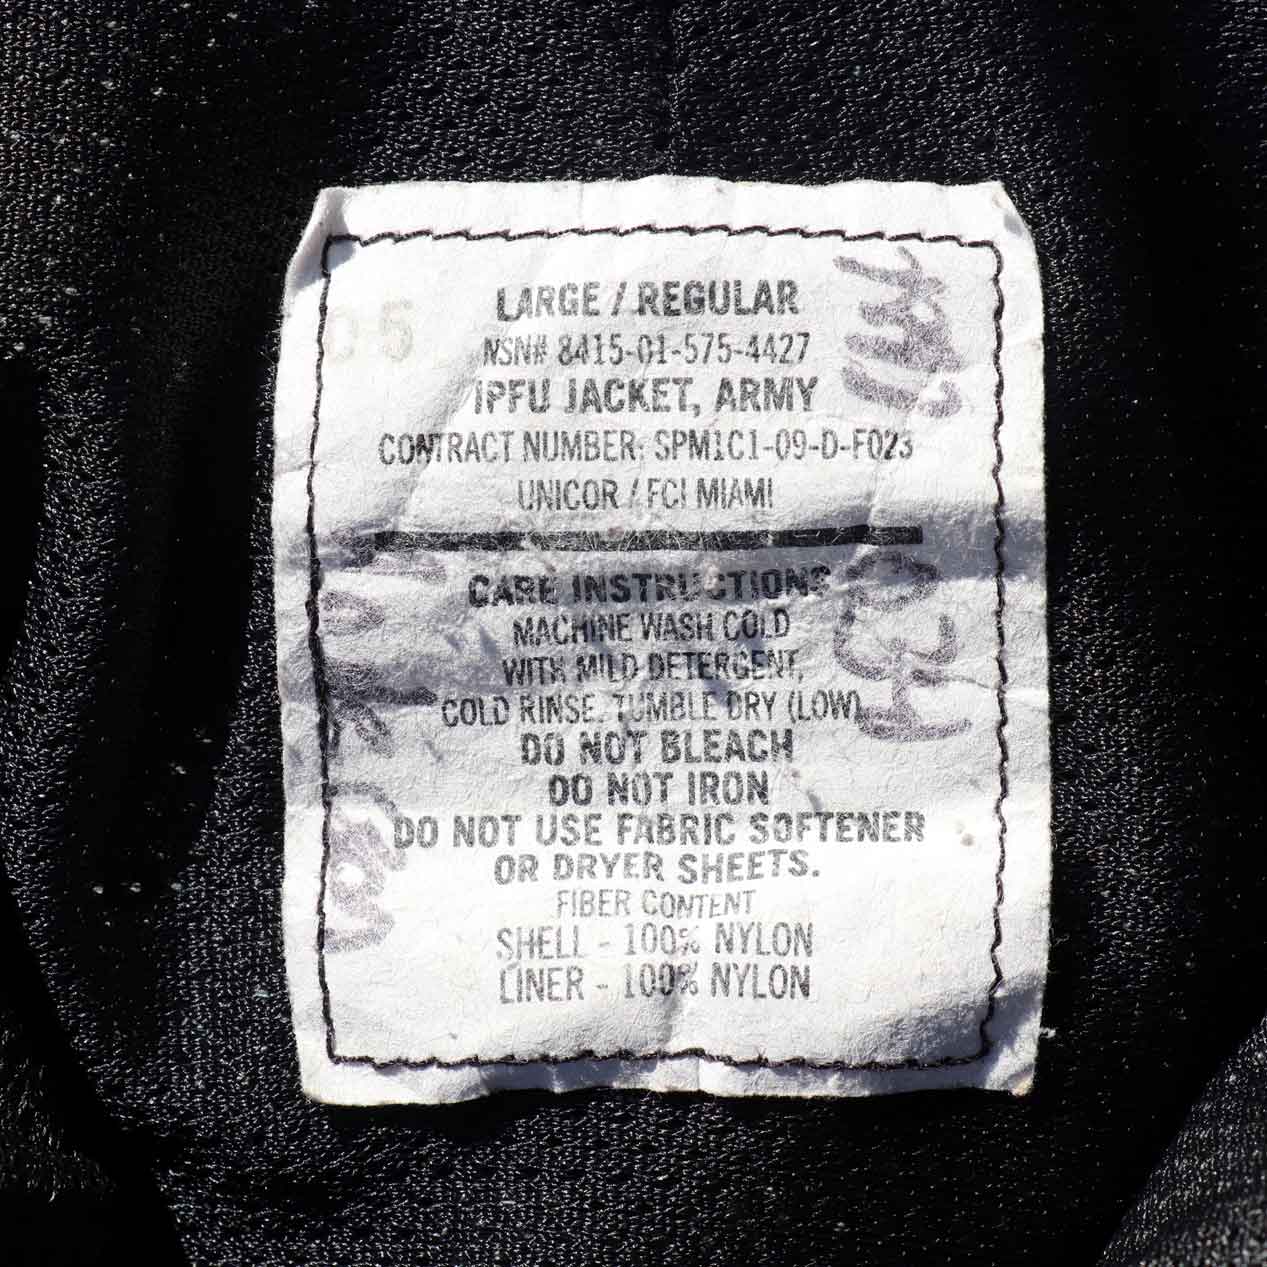 LARGE / REGULAR
NSN# 8415-01-575-4427
IPFU JACKET, ARMY
CONTRACT NUMBER: SPM1C1-09-D-F023
UNICOR / FCI MIAMI
CARE INSTRUCTIONS
MACHINE WASH COLD
WITH MILD DETERGENT,
COLD RINSE. TUMBLE DRY (LOW)
DO NOT BLEACH
DO NOT IRON
DO NOT USE FABRIC SOFTENER
OR DRYER SHEETS.
FIBER CONTENT
SHELL - 100% NYLON
LINER - 100% NYLON